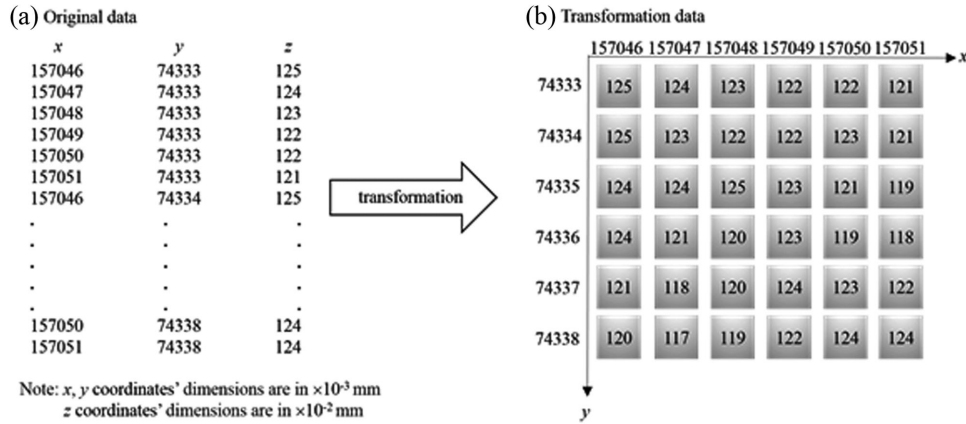 (a) Original data
x y z
157046 74333 125
157047 74333 124
157048 74333 123
157049 74333 122
157050 74333 122
157051 74333 121
157046 74334 125
. . .
. . .
. . .
. . .
. . .
157050 74338 124
157051 74338 124
Note: x, y coordinates' dimensions are in ×10-3 mm
z coordinates' dimensions are in ×10-2 mm
transformation
(b) Transformation data
157046 157047 157048 157049 157050 157051
x
74333 125 124 123 122 122 121
74334 125 123 122 122 123 121
74335 124 124 125 123 121 119
74336 124 121 120 123 119 118
74337 121 118 120 124 123 122
74338 120 117 119 122 124 124
y